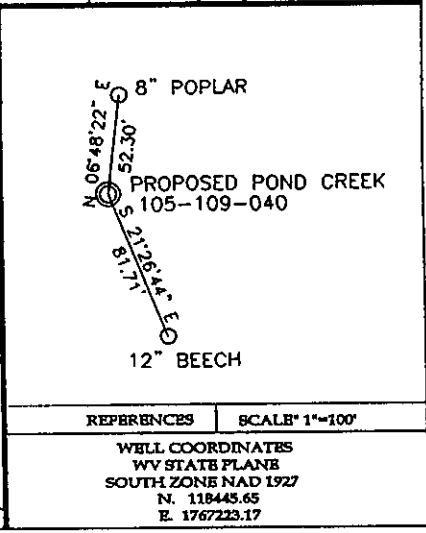 8" POPLAR
N 06°48'22" E
52.30'
PROPOSED POND CREEK
105-109-040
S 21°26'44" E
81.71'
12" BEECH
REFERENCES
SCALE" 1"=100'
WELL COORDINATES
WV STATE PLANE
SOUTH ZONE NAD 1927
N. 118445.65
E. 1767223.17